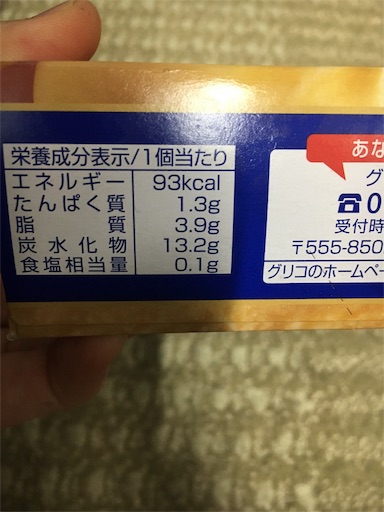 栄養成分表示/1個当たり
エネルギー 93kcal
たんぱく質 1.3g
脂質 3.9g
炭水化物 13.2g
食塩相当量 0.1g
あな
グ
☎0
受付時
〒555-850
グリコのホームペー